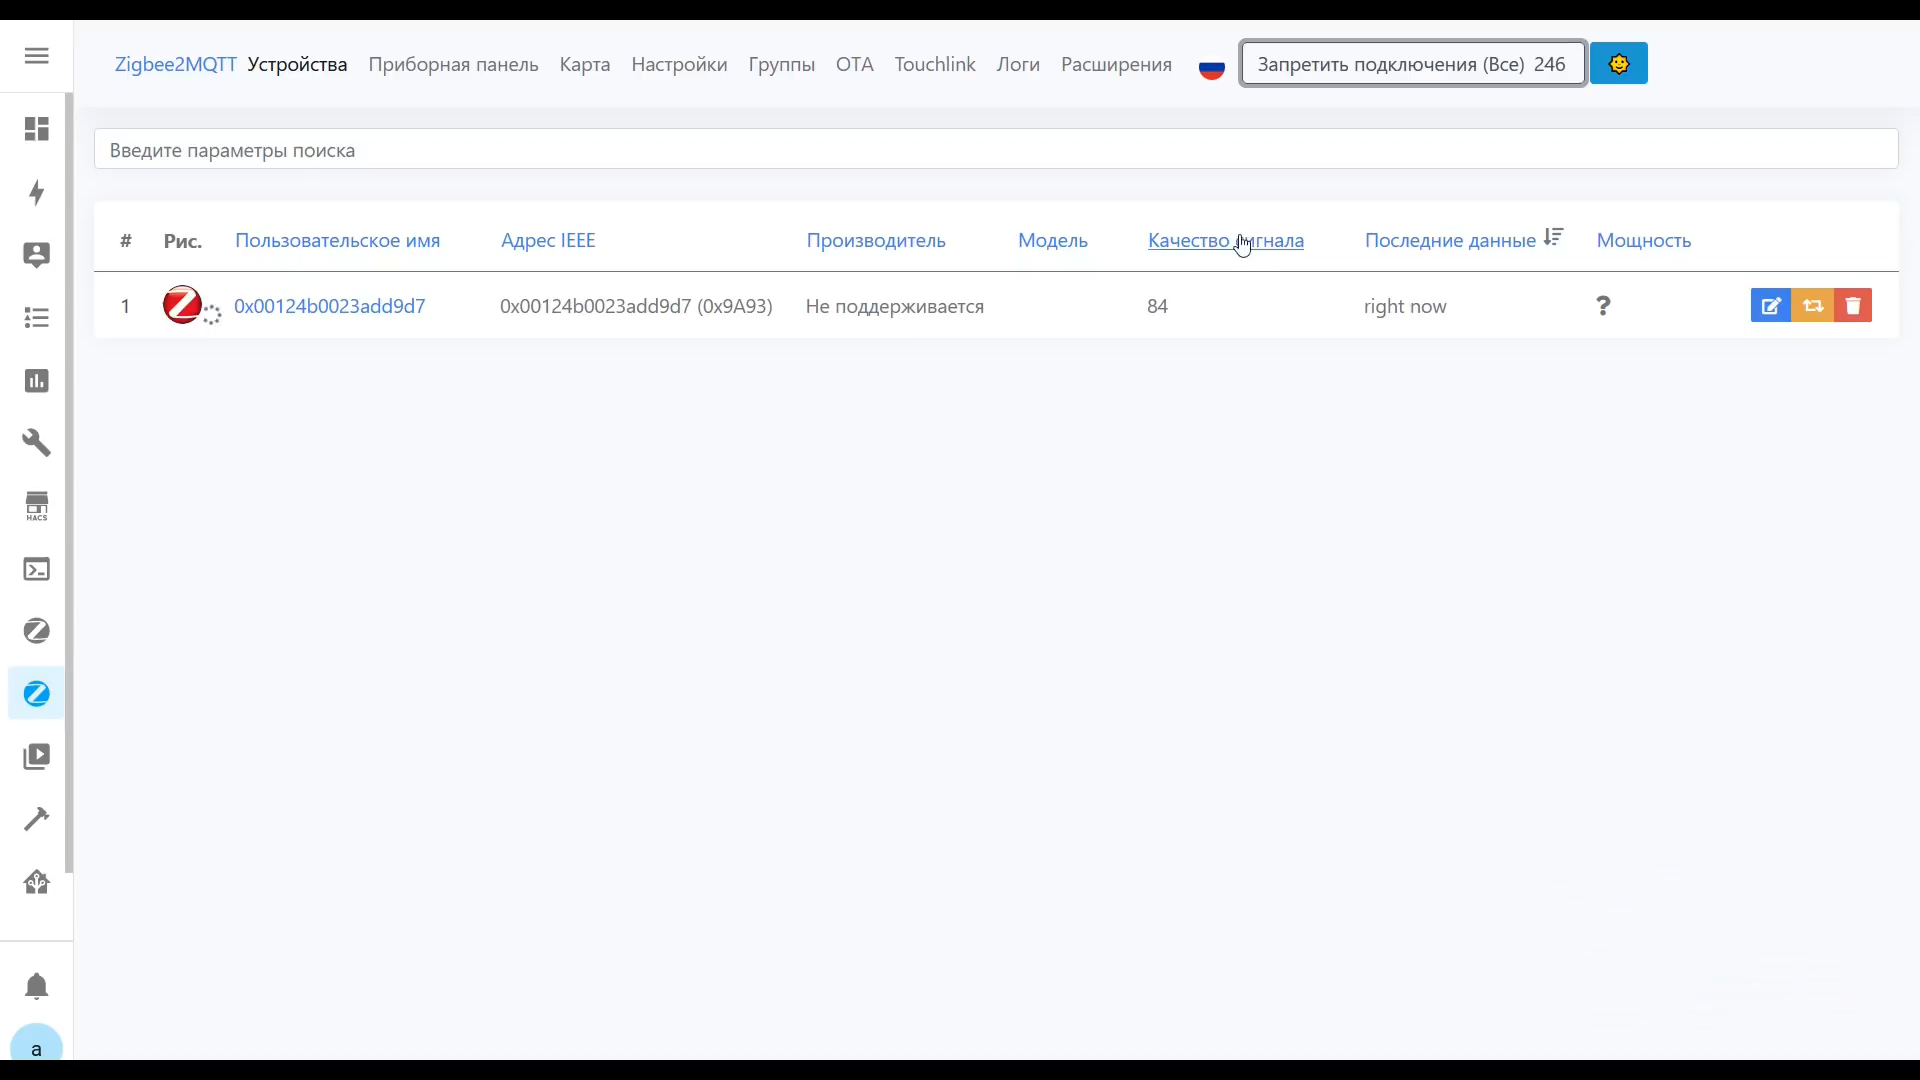 Zigbee2MQTT Устройства Приборная панель Карта Настройки Группы OTA Touchlink Логи Расширения Запретить подключения (Все) 246
Введите параметры поиска
# Рис. Пользовательское имя Адрес IEEE Производитель Модель Качество сигнала Последние данные Мощность
1 0x00124b0023add9d7 0x00124b0023add9d7 (0x9A93) Не поддерживается 84 right now ?
HACS
a